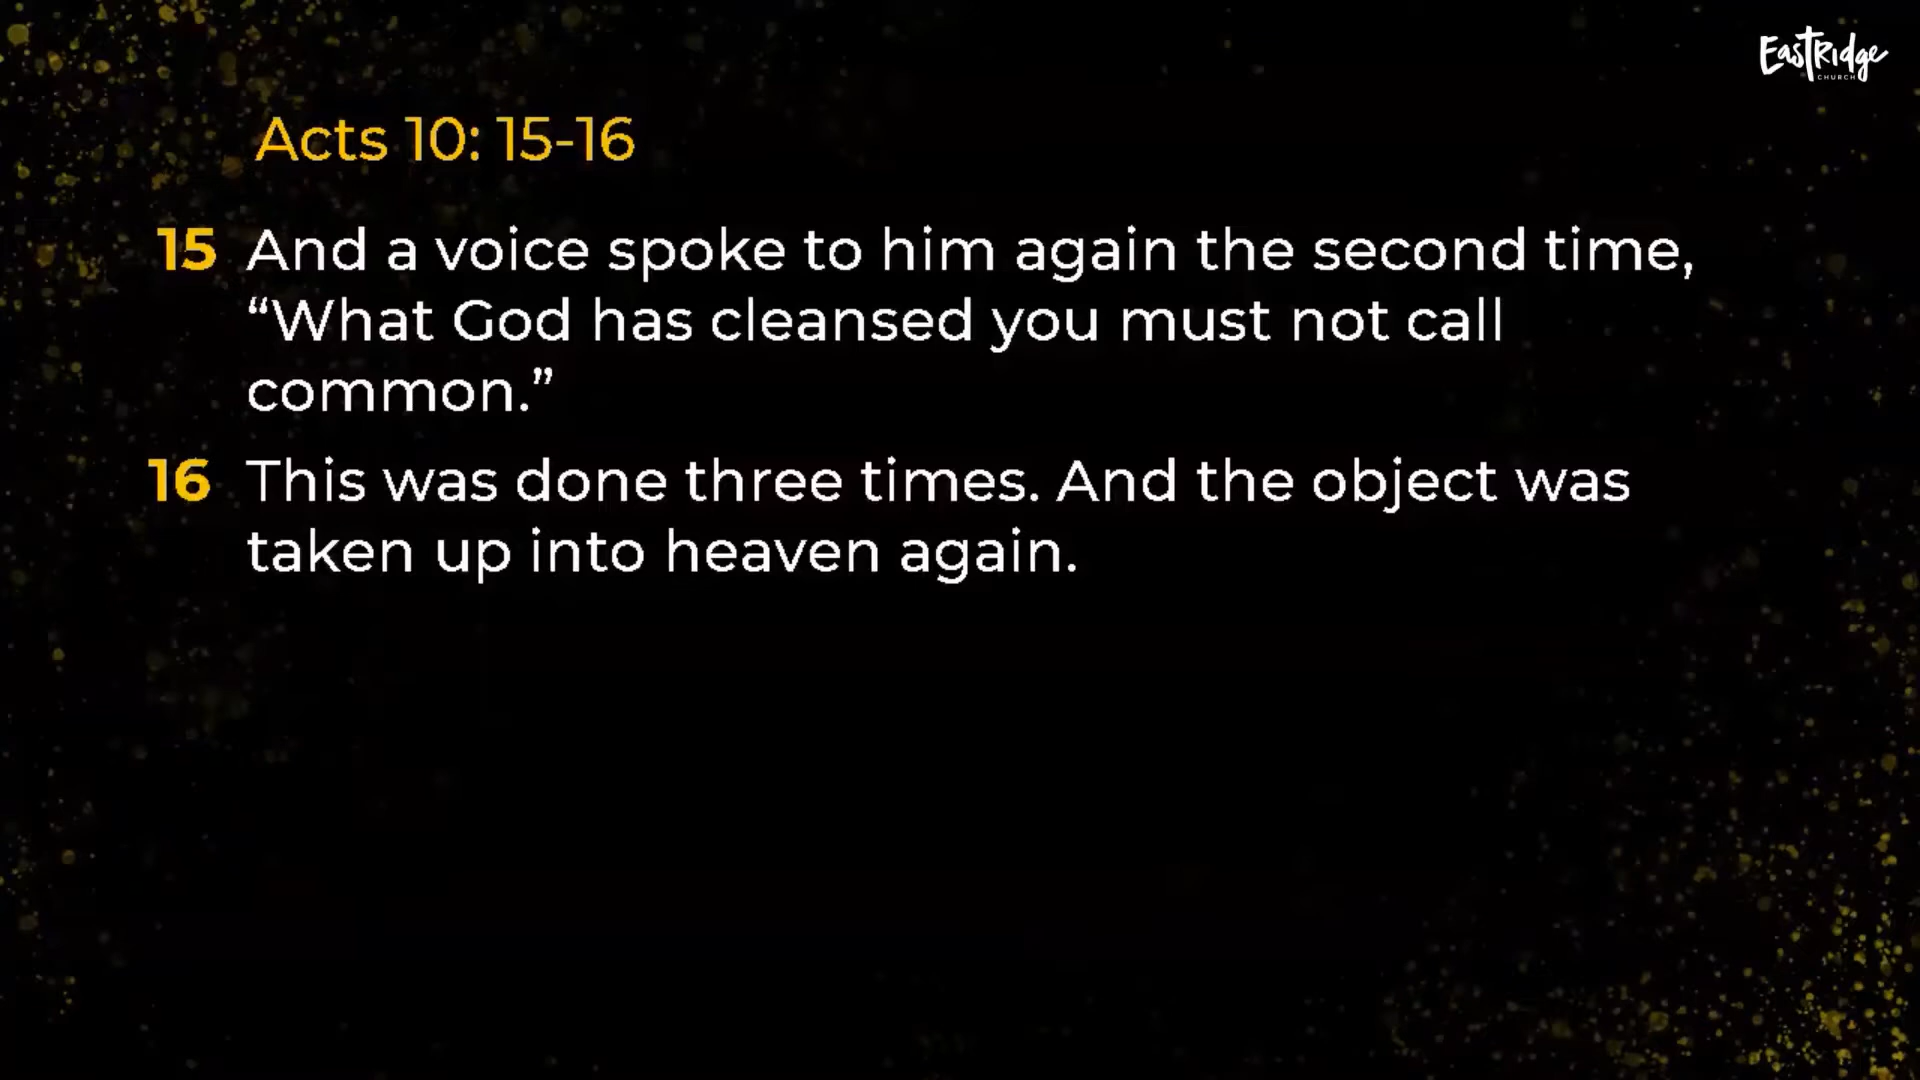 EastRidge
CHURCH
Acts 10: 15-16
15 And a voice spoke to him again the second time,
“What God has cleansed you must not call
common.”
16 This was done three times. And the object was
taken up into heaven again.